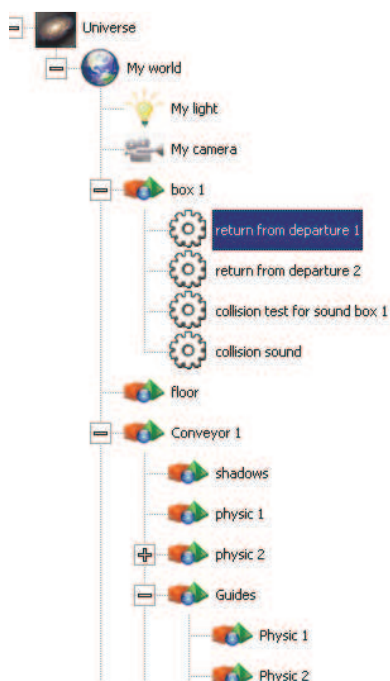 Universe
My world
My light
My camera
box 1
return from departure 1
return from departure 2
collision test for sound box 1
collision sound
floor
Conveyor 1
shadows
physic 1
physic 2
Guides
Physic 1
Physic 2